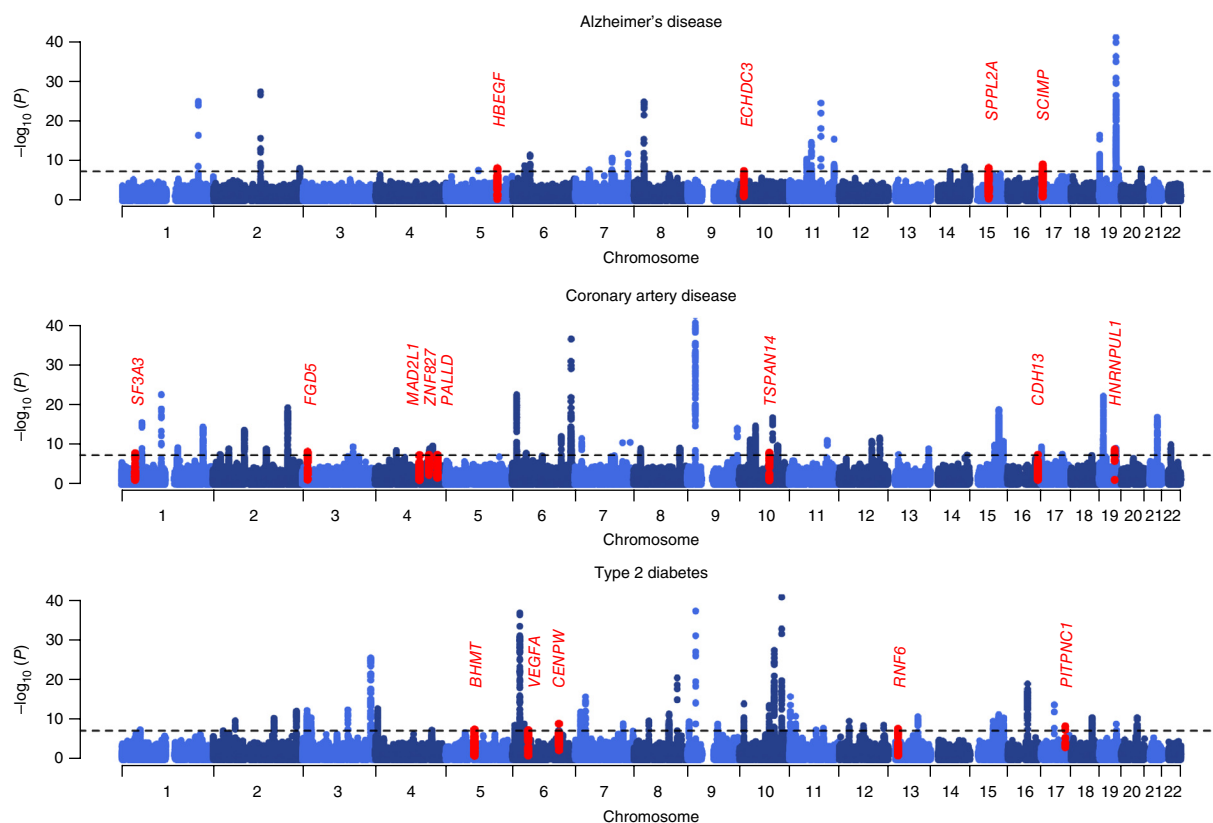 Alzheimer's disease
−log10 (P)
40
30
20
10
0
HBEGF
ECHDC3
SPPL2A
SCIMP
1 2 3 4 5 6 7 8 9 10 11 12 13 14 15 16 17 18 19 20 21 22
Chromosome
Coronary artery disease
−log10 (P)
40
30
20
10
0
SF3A3
FGD5
MAD2L1
ZNF827
PALLD
TSPAN14
CDH13
HNRNPUL1
1 2 3 4 5 6 7 8 9 10 11 12 13 14 15 16 17 18 19 20 21 22
Chromosome
Type 2 diabetes
−log10 (P)
40
30
20
10
0
BHMT
VEGFA
CENPW
RNF6
PITPNC1
1 2 3 4 5 6 7 8 9 10 11 12 13 14 15 16 17 18 19 20 21 22
Chromosome